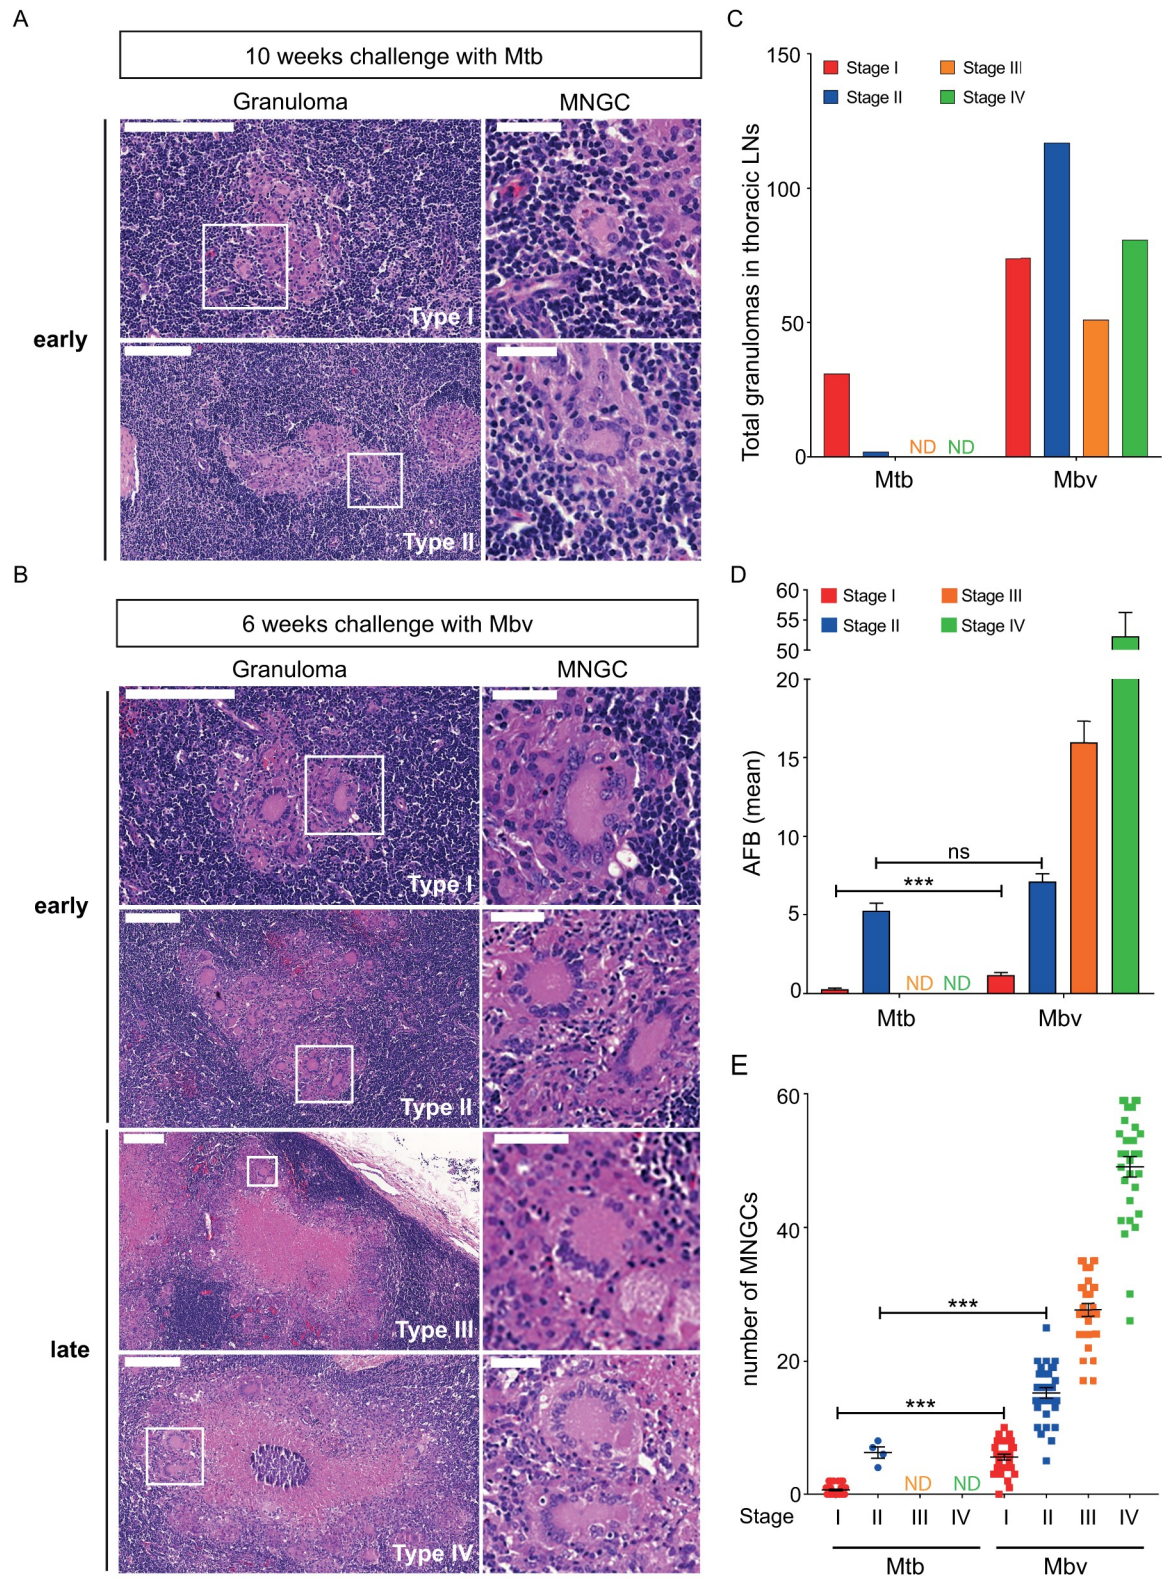 A
10 weeks challenge with Mtb
Granuloma MNGC
early
Type I
Type II
B
6 weeks challenge with Mbv
Granuloma MNGC
early
Type I
Type II
late
Type III
Type IV
C
Total granulomas in thoracic LNs
150
100
50
0
Stage I Stage III
Stage II Stage IV
ND ND
Mtb Mbv
D
AFB (mean)
60
55
50
20
15
10
5
0
Stage I Stage III
Stage II Stage IV
ns
***
ND ND
Mtb Mbv
E
number of MNGCs
60
40
20
0
***
***
ND ND
Stage I II III IV I II III IV
Mtb Mbv